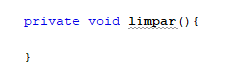 private void limpar(){
}